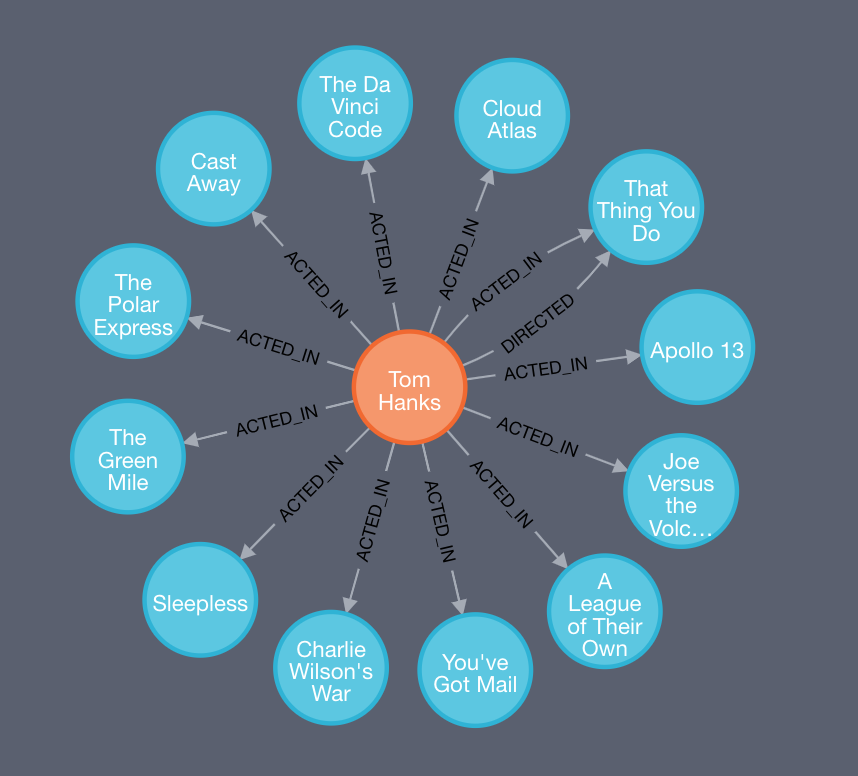 The Da
Vinci
Code
Cloud
Atlas
Cast
Away
That
Thing You
Do
ACTED_IN
ACTED_IN
ACTED_IN
ACTED_IN
The
Polar
Express
DIRECTED
ACTED_IN
Apollo 13
ACTED_IN
Tom
Hanks
ACTED_IN
ACTED_IN
The
Green
Mile
Joe
Versus
the
Volc...
ACTED_IN
ACTED_IN
ACTED_IN
ACTED_IN
Sleepless
A
League
of Their
Own
Charlie
Wilson's
War
You've
Got Mail